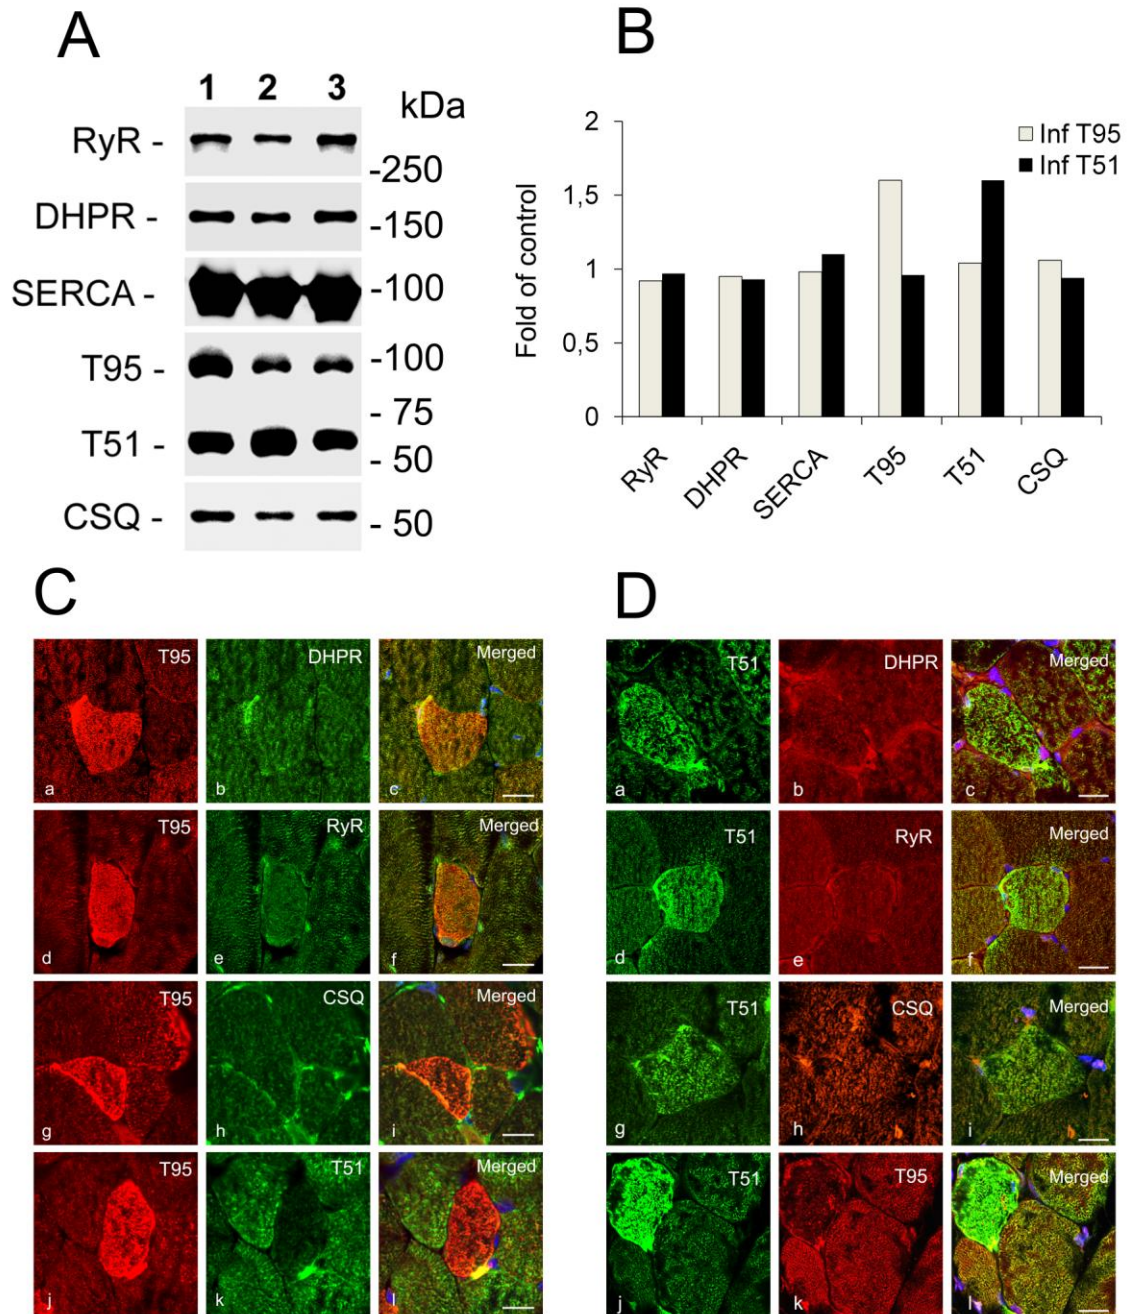 A
1 2 3 kDa
RyR -
-250
DHPR -
-150
SERCA -
-100
T95 -
-100
- 75
T51 -
- 50
CSQ -
- 50
B
Fold of control
2
1,5
1
0,5
0
Inf T95
Inf T51
RyR DHPR SERCA T95 T51 CSQ
C
T95 DHPR Merged
a b c
T95 RyR Merged
d e f
T95 CSQ Merged
g h i
T95 T51 Merged
j k l
D
T51 DHPR Merged
a b c
T51 RyR Merged
d e f
T51 CSQ Merged
g h i
T51 T95 Merged
j k l